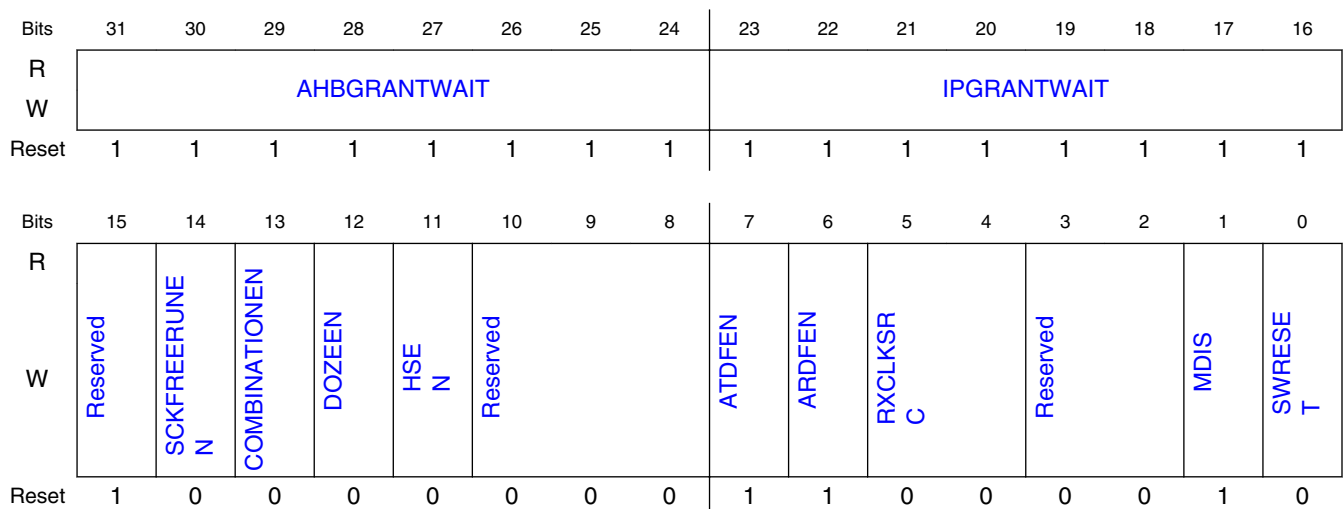 Bits 31 30 29 28 27 26 25 24 23 22 21 20 19 18 17 16
R
AHBGRANTWAIT IPGRANTWAIT
W
Reset 1 1 1 1 1 1 1 1 1 1 1 1 1 1 1 1
Bits 15 14 13 12 11 10 9 8 7 6 5 4 3 2 1 0
R
W
Reserved
SCKFREERUNE
N
COMBINATIONEN
DOZEEN
HSE
N
Reserved
ATDFEN
ARDFEN
RXCLKSR
C
Reserved
MDIS
SWRESE
T
Reset 1 0 0 0 0 0 0 0 1 1 0 0 0 0 1 0